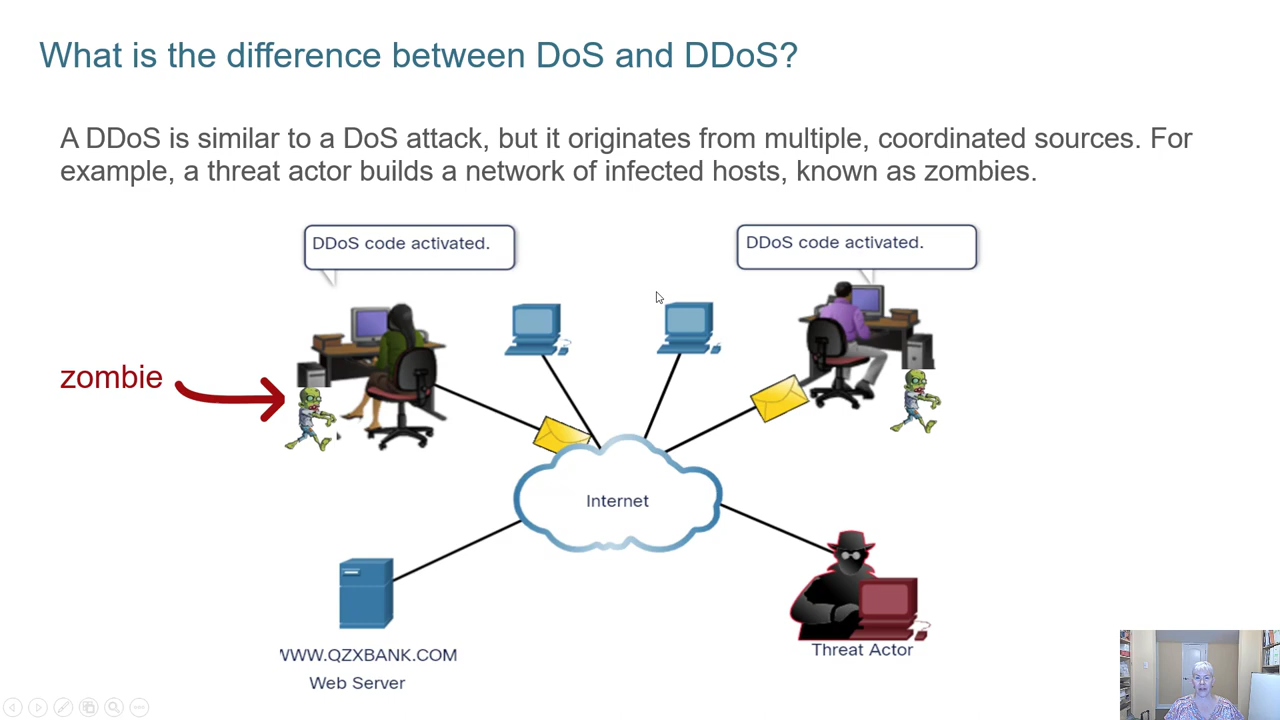 What is the difference between DoS and DDoS?
A DDoS is similar to a DoS attack, but it originates from multiple, coordinated sources. For
example, a threat actor builds a network of infected hosts, known as zombies.
DDoS code activated.
DDoS code activated.
zombie
Internet
WWW.QZXBANK.COM
Web Server
Threat Actor